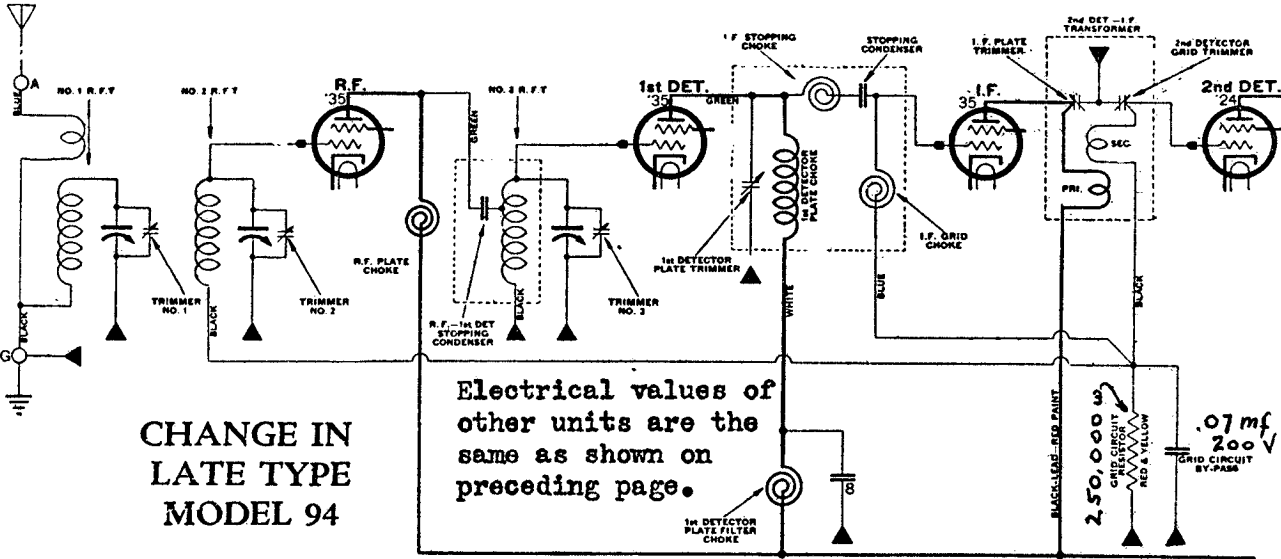 A
BLUE
NO. 1 R.F.T
TRIMMER
NO. 1
BLACK
G
NO. 2 R.F.T
TRIMMER
NO. 2
BLACK
R.F.
'35
R.F. PLATE
CHOKE
GREEN
NO. 3 R.F.T
R.F.–1st DET
STOPPING
CONDENSER
BLACK
TRIMMER
NO. 3
1st DET.
'35
GREEN
I F STOPPING
CHOKE
STOPPING
CONDENSER
1st DETECTOR
PLATE CHOKE
1st DETECTOR
PLATE TRIMMER
I.F. GRID
CHOKE
WHITE
BLUE
I.F.
35
2nd DET –I.F.
TRANSFORMER
I. F. PLATE
TRIMMER
2nd DETECTOR
GRID TRIMMER
SEC.
PRI.
2nd DET.
'24
BLACK
BLACK–LEAD–RED PAINT
250,000 ω
GRID CIRCUIT
RESISTOR
RED & YELLOW
.07 mf
200 V
GRID CIRCUIT
BY-PASS
8
1st DETECTOR
PLATE FILTER
CHOKE
CHANGE IN
LATE TYPE
MODEL 94
Electrical values of
other units are the
same as shown on
preceding page.